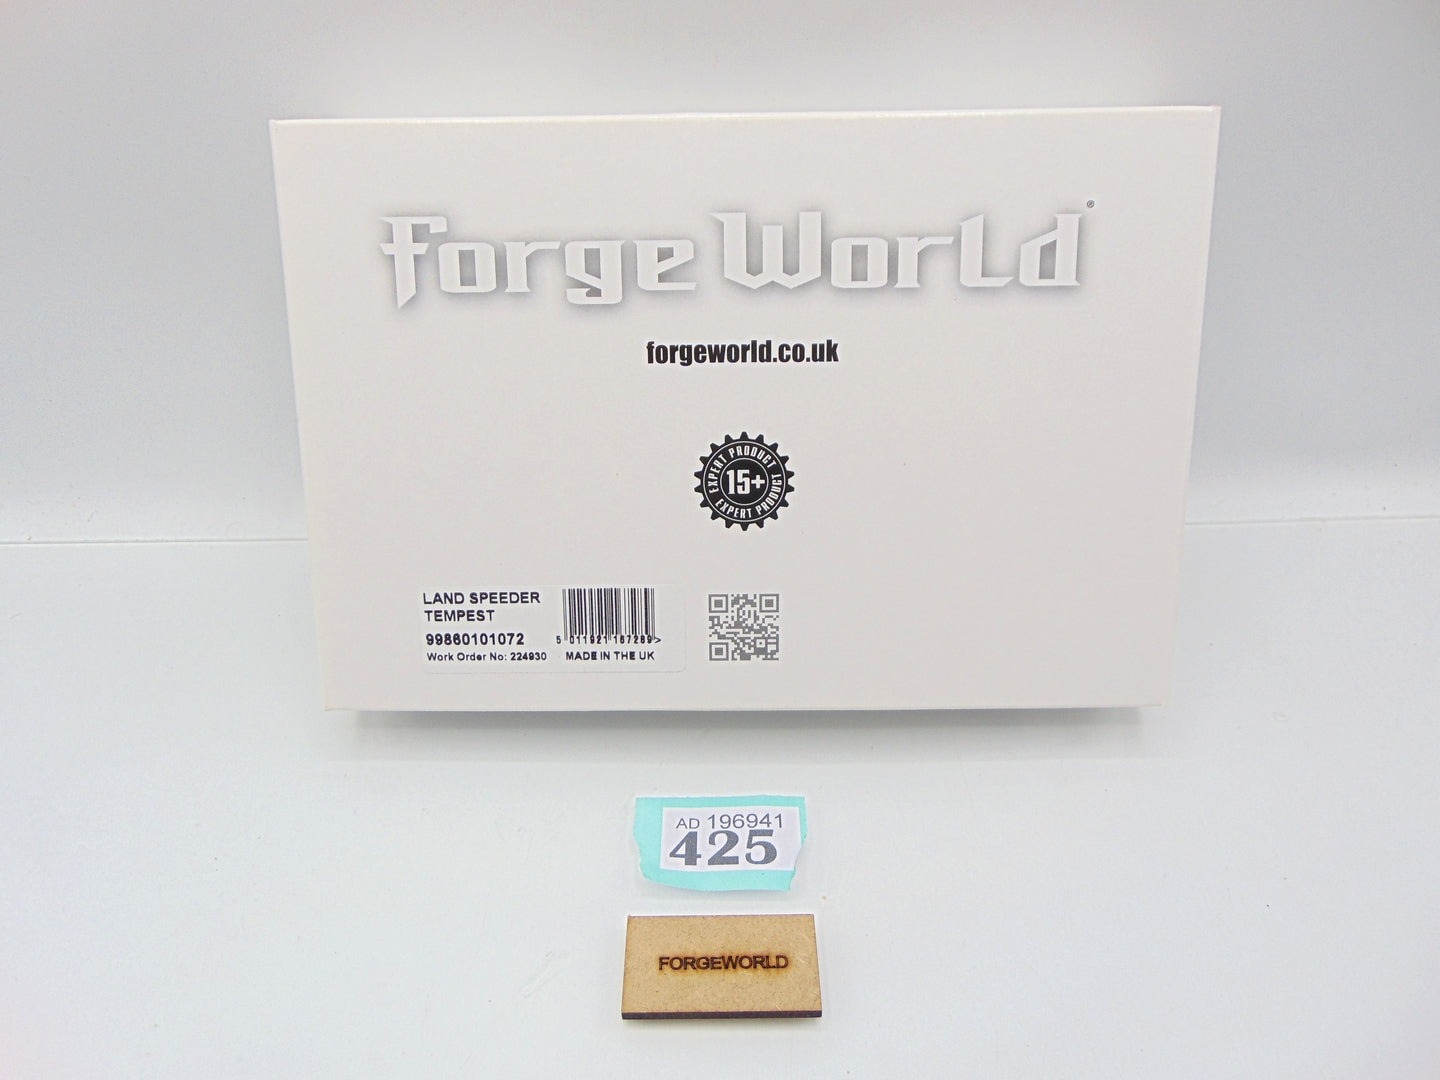 Forge World®
forgeworld.co.uk
EXPERT PRODUCT
15+
EXPERT PRODUCT
LAND SPEEDER
TEMPEST
99860101072
Work Order No: 224930
5 011921 167289 >
MADE IN THE UK
AD 196941
425
FORGEWORLD